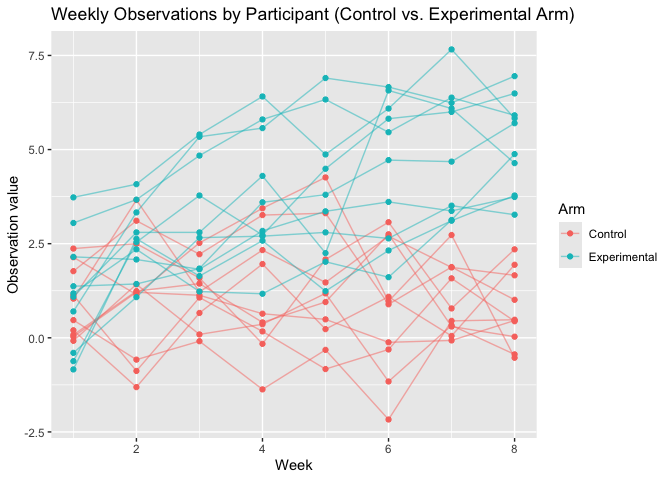 Weekly Observations by Participant (Control vs. Experimental Arm)
7.5
5.0
2.5
0.0
-2.5
Observation value
2
4
6
8
Week
Arm
Control
Experimental